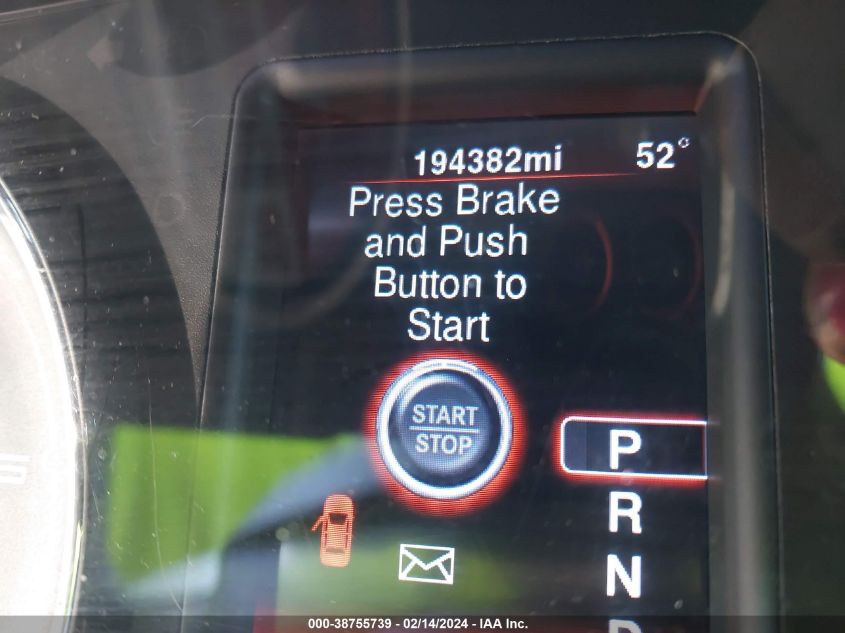 194382mi 52°
Press Brake
and Push
Button to
Start
START
STOP
P
R
N
D
000-38755739 - 02/14/2024 - IAA Inc.